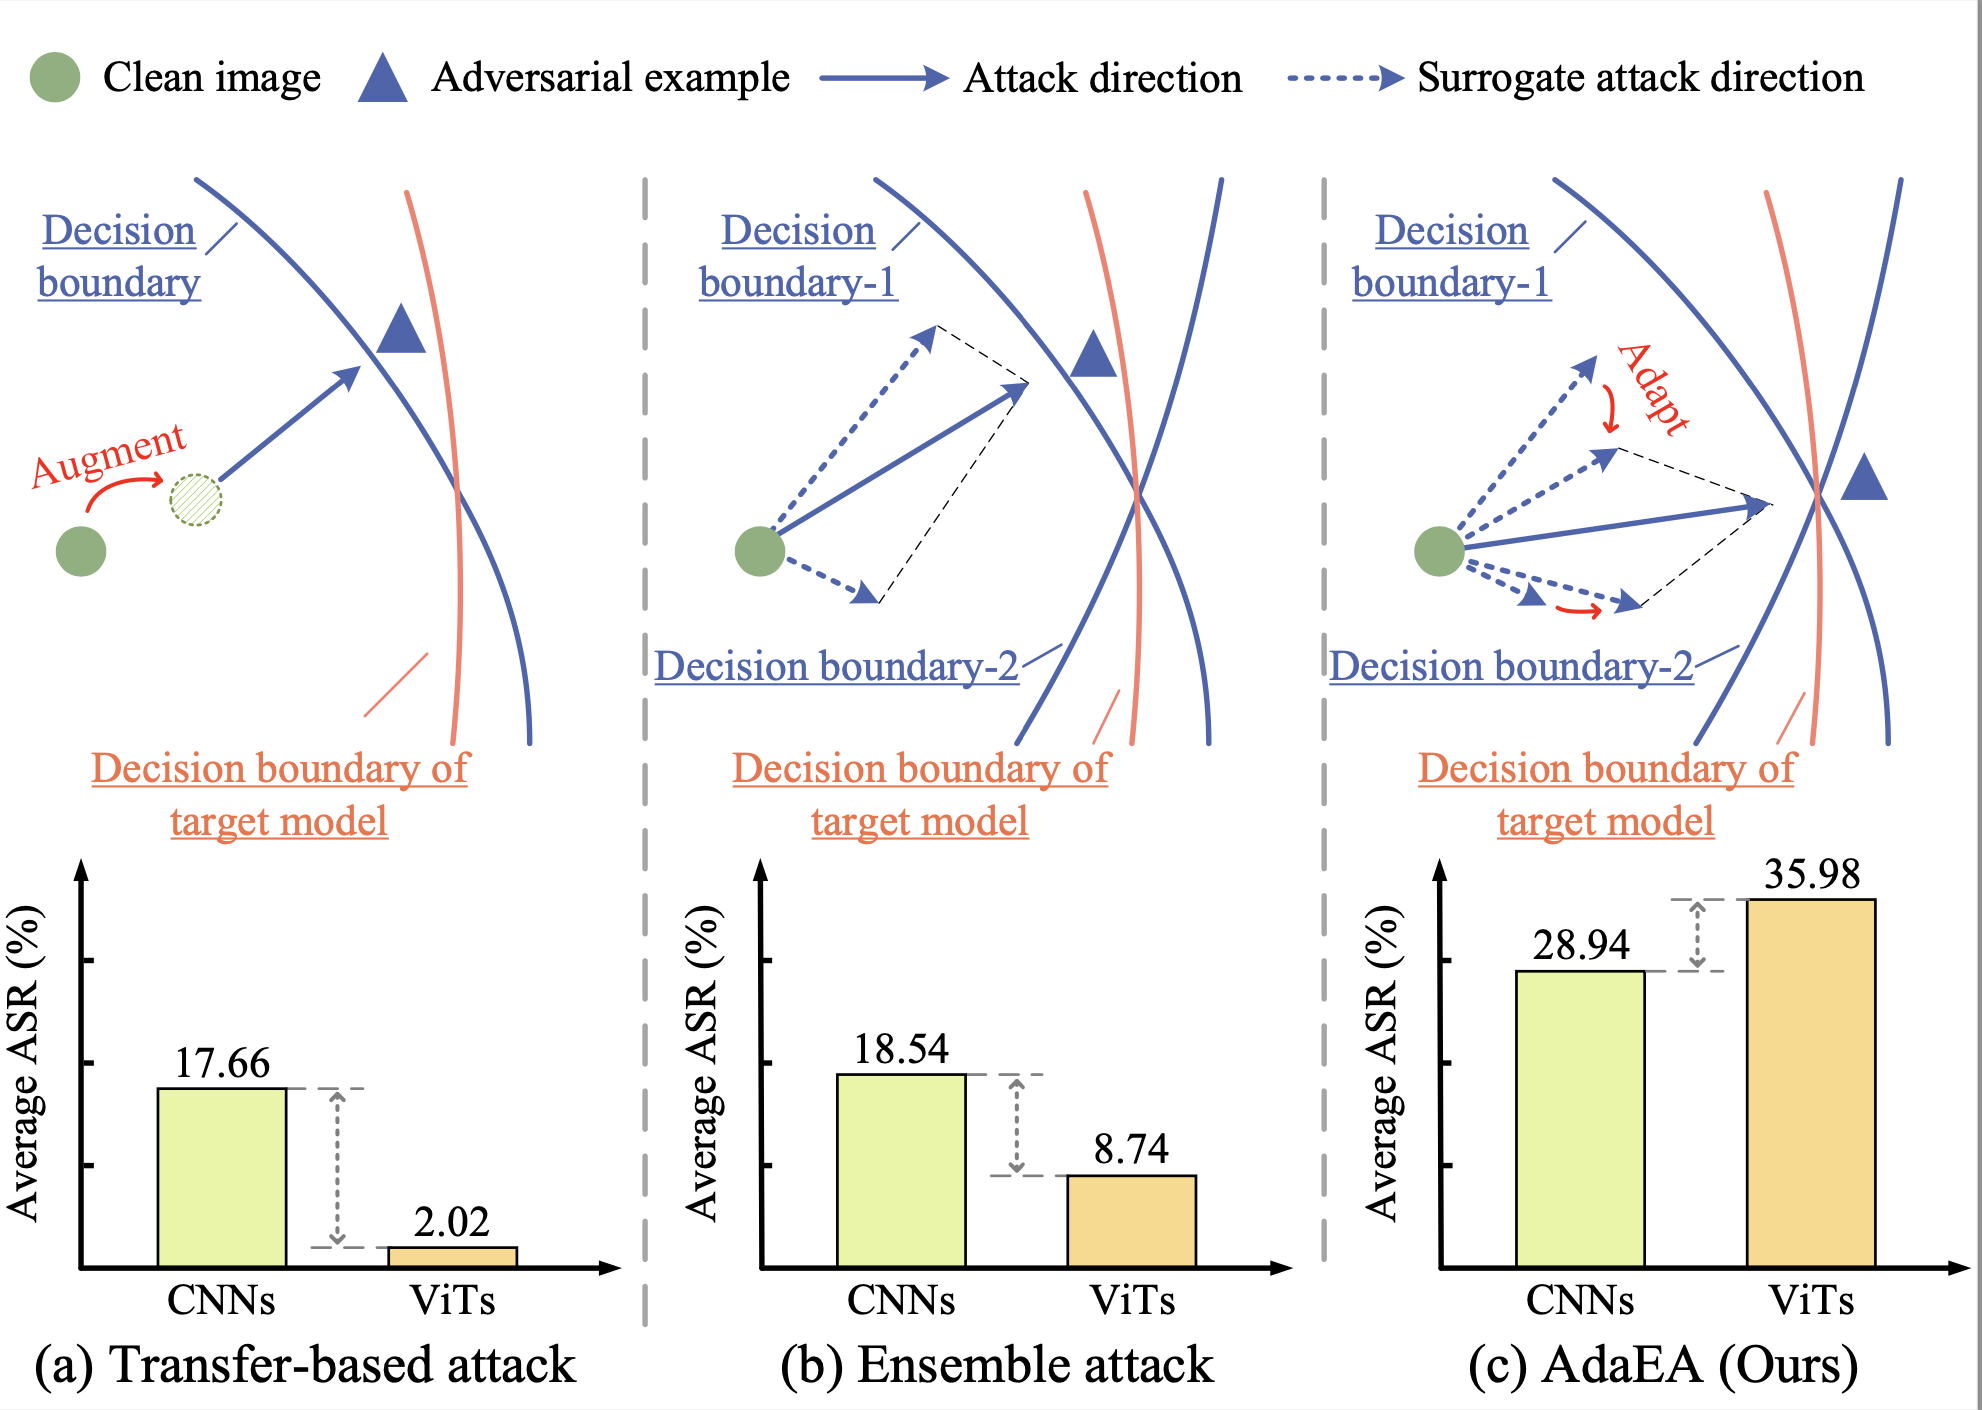 Clean image
Adversarial example
Attack direction
Surrogate attack direction
Decision
boundary
Augment
Decision boundary of
target model
Average ASR (%)
17.66
2.02
CNNs
ViTs
(a) Transfer-based attack
Decision
boundary-1
Decision boundary-2
Decision boundary of
target model
Average ASR (%)
18.54
8.74
CNNs
ViTs
(b) Ensemble attack
Decision
boundary-1
Adapt
Decision boundary-2
Decision boundary of
target model
Average ASR (%)
28.94
35.98
CNNs
ViTs
(c) AdaEA (Ours)